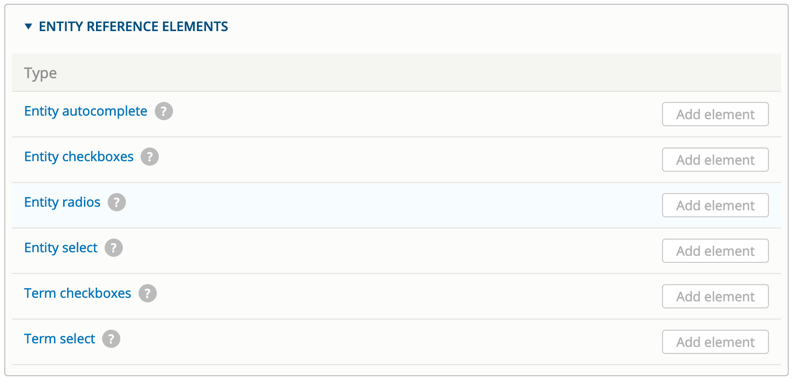 ENTITY REFERENCE ELEMENTS
Type
Entity autocomplete ? Add element
Entity checkboxes ? Add element
Entity radios ? Add element
Entity select ? Add element
Term checkboxes ? Add element
Term select ? Add element